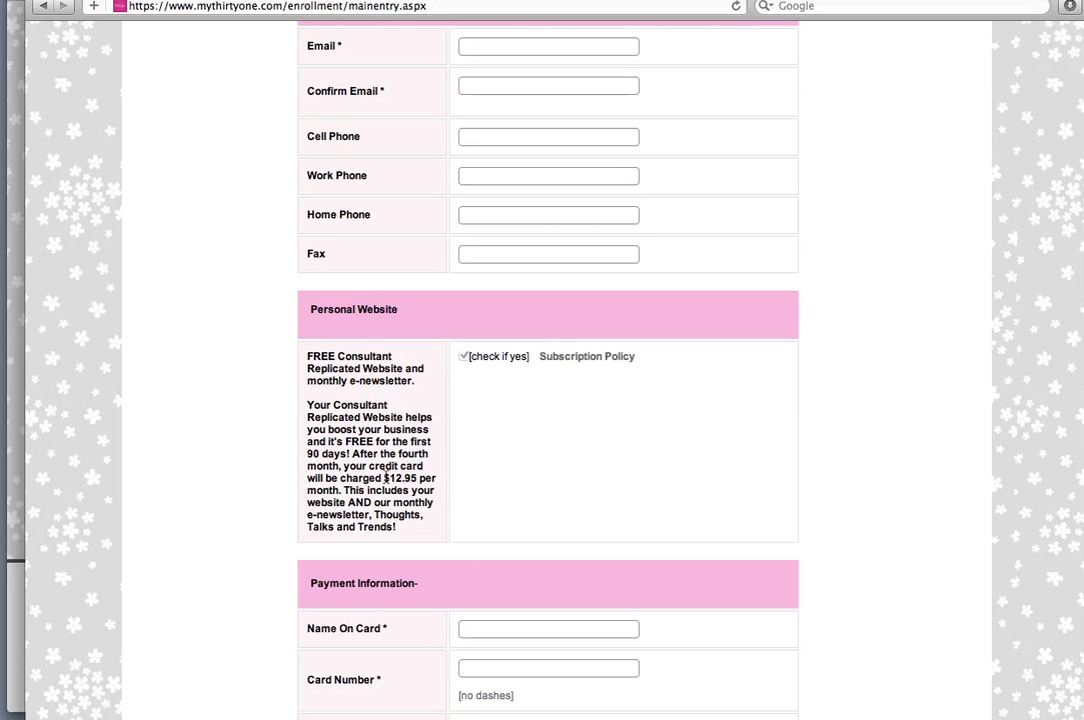 https://www.mythirtyone.com/enrollment/mainentry.aspx
Google
Email *
Confirm Email *
Cell Phone
Work Phone
Home Phone
Fax
Personal Website
FREE Consultant
Replicated Website and
monthly e-newsletter.
[check if yes] Subscription Policy
Your Consultant
Replicated Website helps
you boost your business
and it's FREE for the first
90 days! After the fourth
month, your credit card
will be charged $12.95 per
month. This includes your
website AND our monthly
e-newsletter, Thoughts,
Talks and Trends!
Payment Information-
Name On Card *
Card Number *
[no dashes]